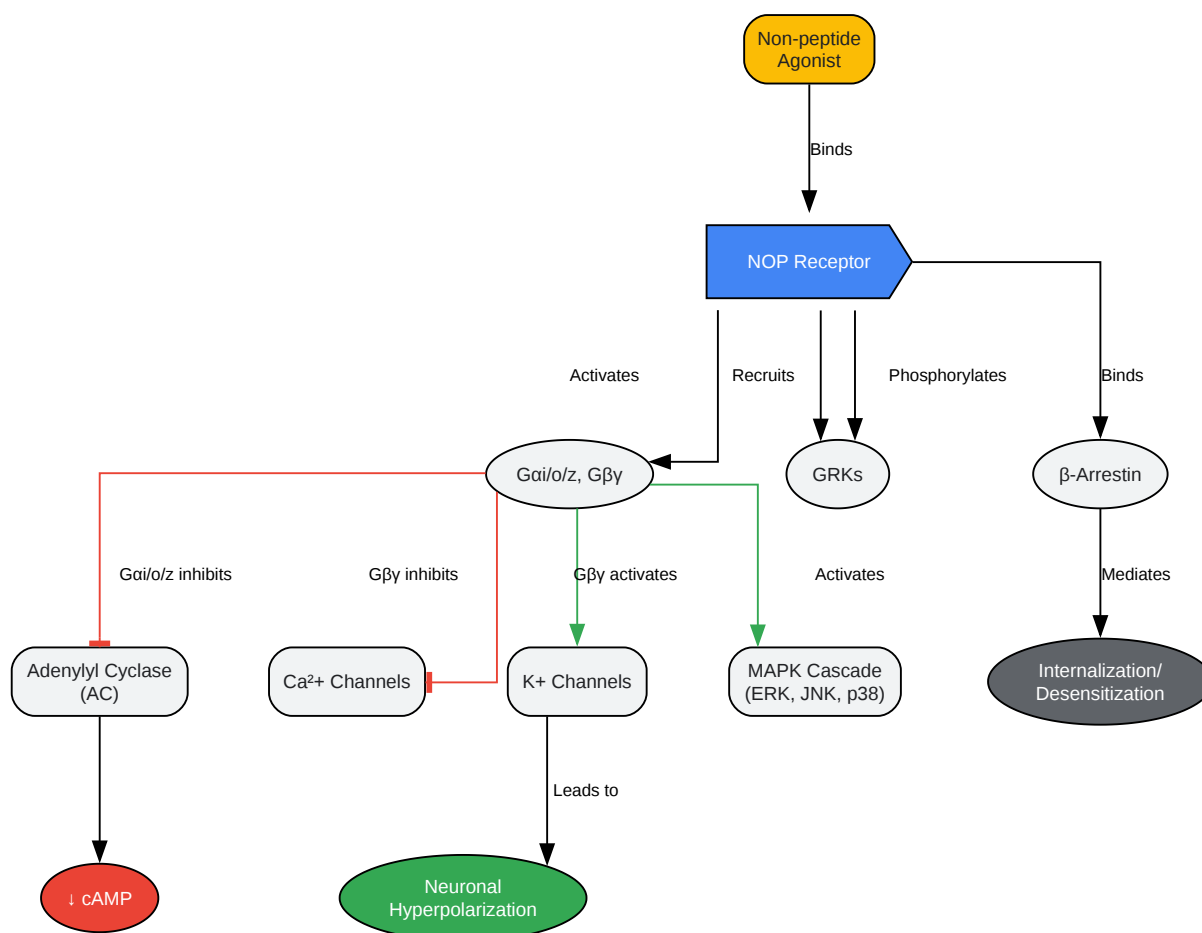 Non-peptide
Agonist
Binds
NOP Receptor
Activates
Recruits
Phosphorylates
Binds
Gαi/o/z, Gβγ
GRKs
β-Arrestin
Gαi/o/z inhibits
Gβγ inhibits
Gβγ activates
Activates
Mediates
Adenylyl Cyclase
(AC)
Ca²+ Channels
K+ Channels
MAPK Cascade
(ERK, JNK, p38)
Internalization/
Desensitization
Leads to
↓ cAMP
Neuronal
Hyperpolarization